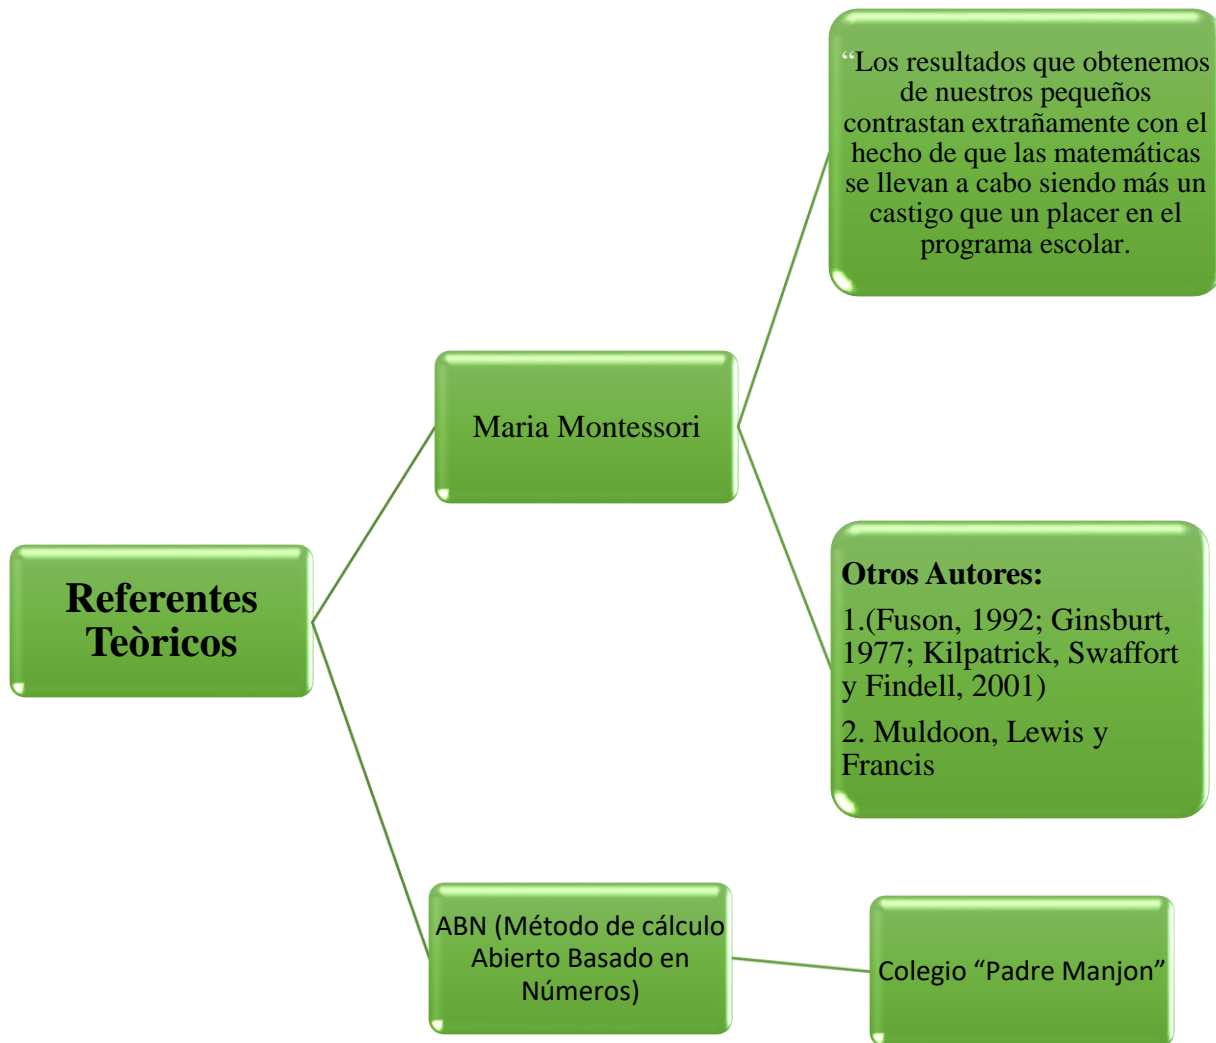 “Los resultados que obtenemos
de nuestros pequeños
contrastan extrañamente con el
hecho de que las matemáticas
se llevan a cabo siendo más un
castigo que un placer en el
programa escolar.
Maria Montessori
Referentes
Teòricos
Otros Autores:
1.(Fuson, 1992; Ginsburt,
1977; Kilpatrick, Swaffort
y Findell, 2001)
2. Muldoon, Lewis y
Francis
ABN (Método de cálculo
Abierto Basado en
Números)
Colegio “Padre Manjon”